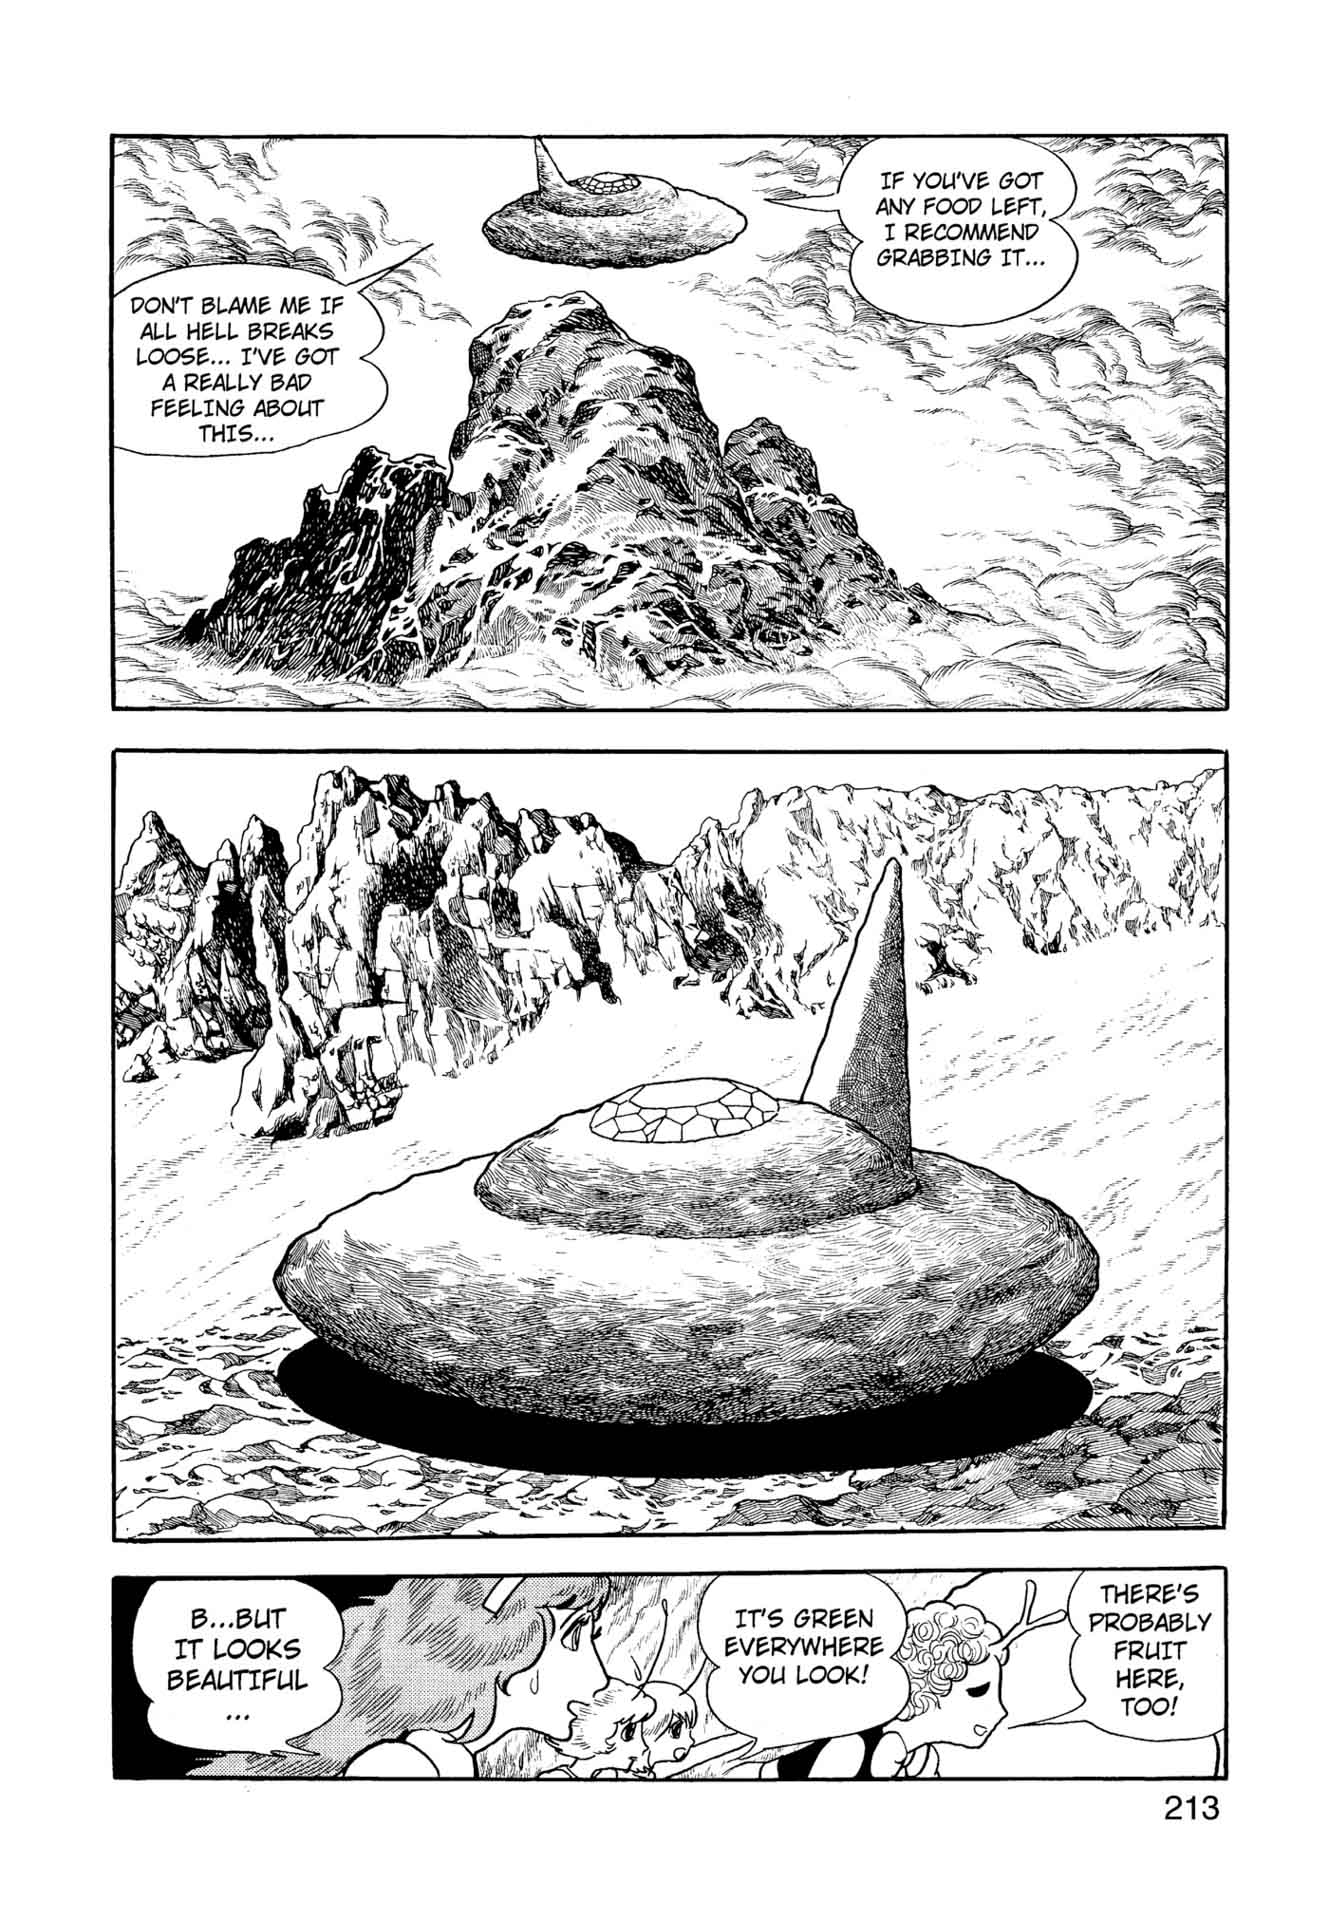 IF YOU'VE GOT
ANY FOOD LEFT,
I RECOMMEND
GRABBING IT...
DON'T BLAME ME IF
ALL HELL BREAKS
LOOSE... I'VE GOT
A REALLY BAD
FEELING ABOUT
THIS...
THERE'S
PROBABLY
FRUIT
HERE,
TOO!
IT'S GREEN
EVERYWHERE
YOU LOOK!
B...BUT
IT LOOKS
BEAUTIFUL
...
213